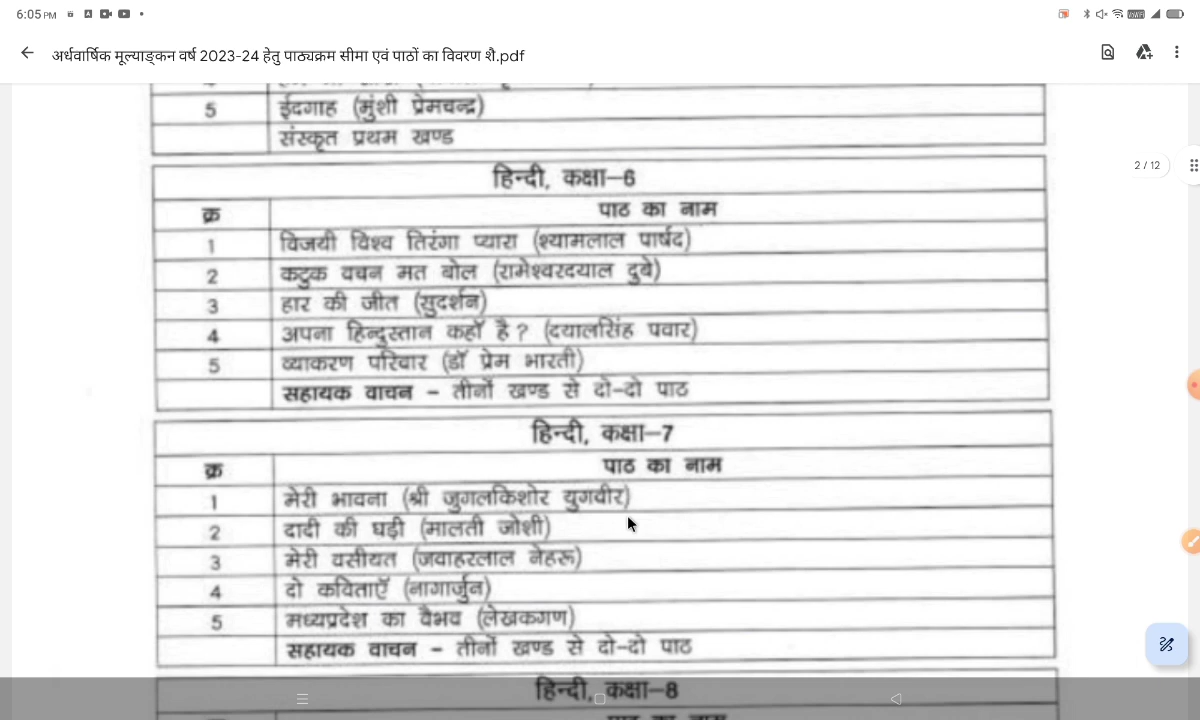 6:05 PM
अर्धवार्षिक मूल्याङ्कन वर्ष 2023-24 हेतु पाठ्यक्रम सीमा एवं पाठों का विवरण शै.pdf
5 ईदगाह (मुंशी प्रेमचन्द्र)
संस्कृत प्रथम खण्ड
2 / 12
हिन्दी, कक्षा-6
क्र पाठ का नाम
1 विजयी विश्व तिरंगा प्यारा (श्यामलाल पार्षद)
2 कटुक वचन मत बोल (रामेश्वरदयाल दुबे)
3 हार की जीत (सुदर्शन)
4 अपना हिन्दुस्तान कहाँ है ? (दयालसिंह पवार)
5 व्याकरण परिवार (डॉ प्रेम भारती)
सहायक वाचन – तीनों खण्ड से दो-दो पाठ
हिन्दी, कक्षा-7
क्र पाठ का नाम
1 मेरी भावना (श्री जुगलकिशोर युगवीर)
2 दादी की घड़ी (मालती जोशी)
3 मेरी वसीयत (जवाहरलाल नेहरू)
4 दो कविताएँ (नागार्जुन)
5 मध्यप्रदेश का वैभव (लेखकगण)
सहायक वाचन – तीनों खण्ड से दो-दो पाठ
हिन्दी, कक्षा-8
पाठ का नाम